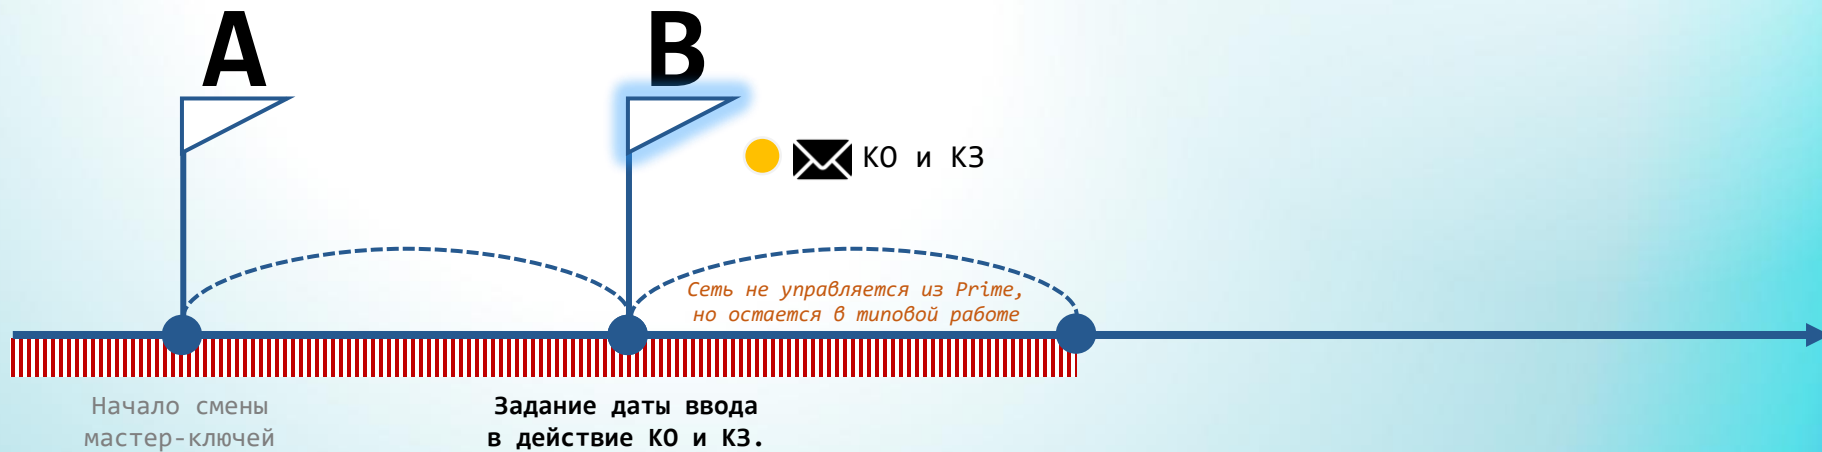 A
B
КО и КЗ
Сеть не управляется из Prime,
но остается в типовой работе
Начало смены
мастер-ключей
Задание даты ввода
в действие КО и КЗ.